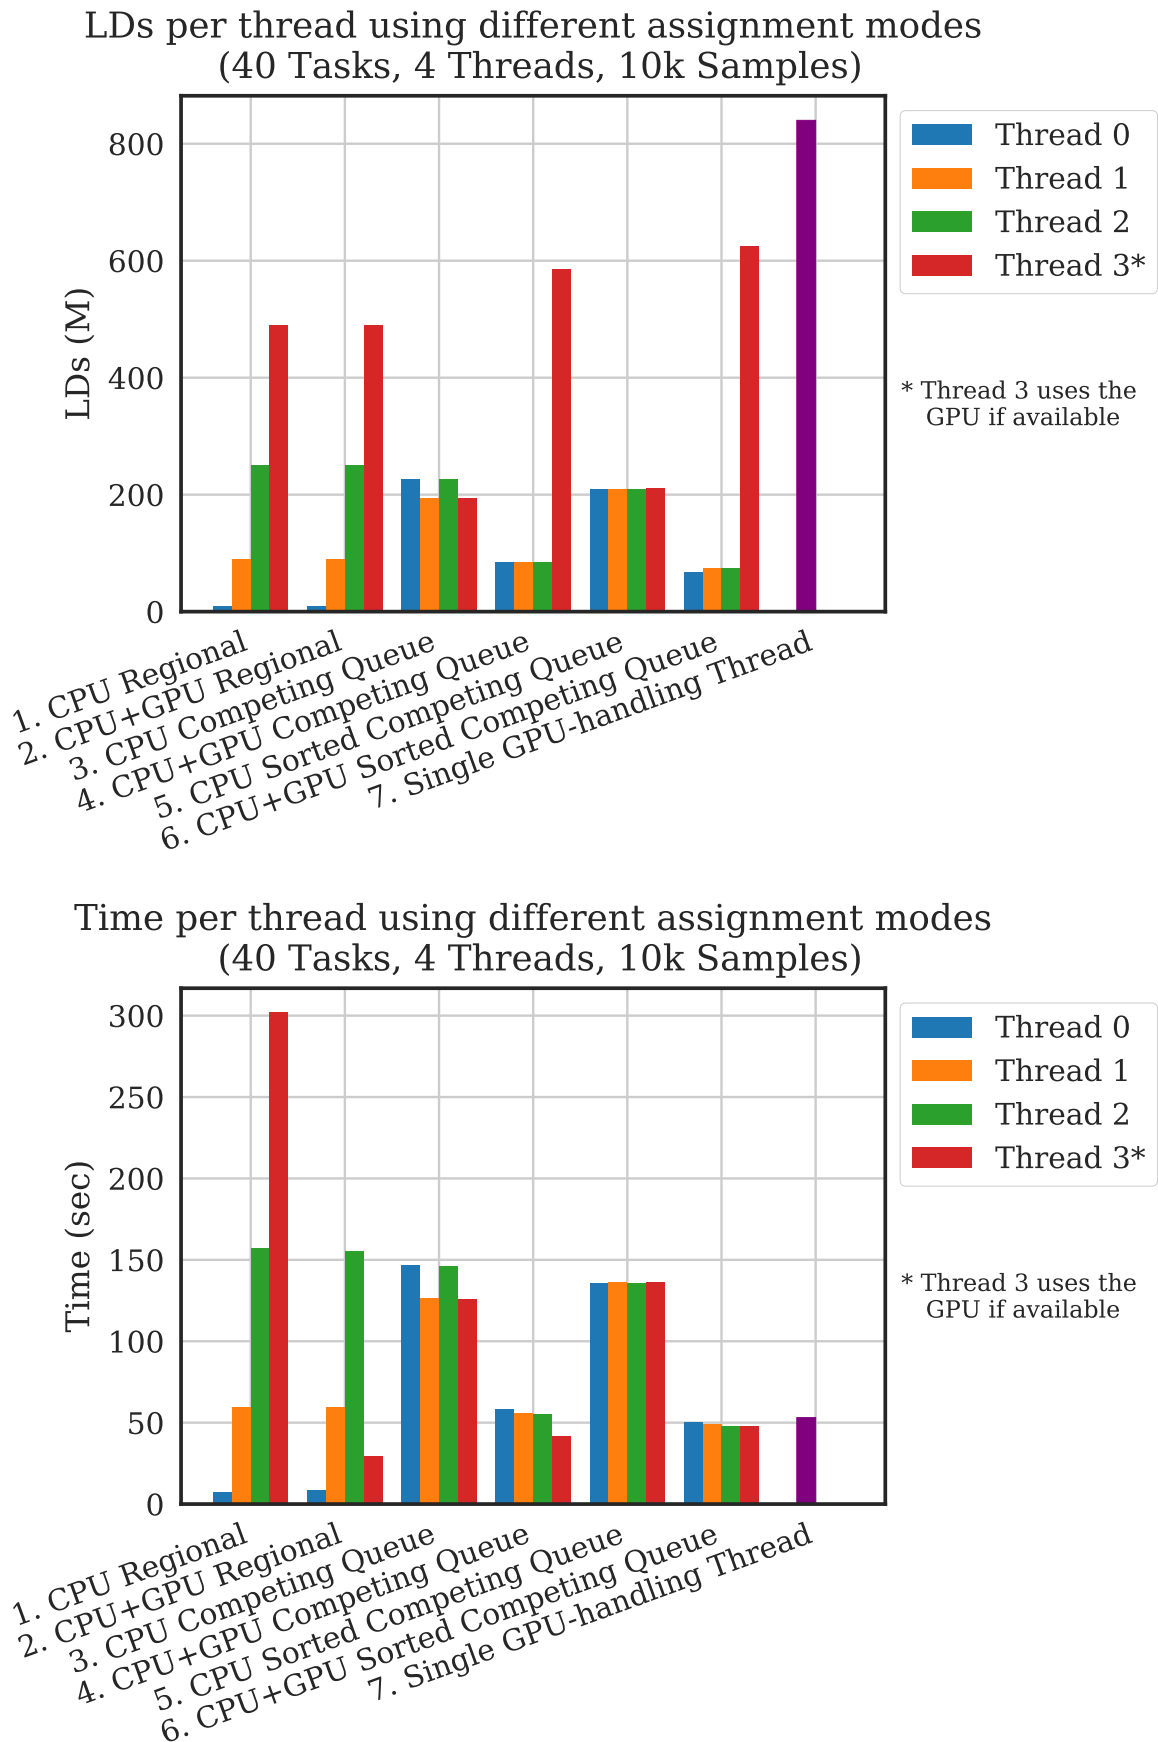 LDs per thread using different assignment modes
(40 Tasks, 4 Threads, 10k Samples)
800
600
400
200
0
LDs (M)
Thread 0
Thread 1
Thread 2
Thread 3*
* Thread 3 uses the
GPU if available
1. CPU Regional
2. CPU+GPU Regional
3. CPU Competing Queue
4. CPU+GPU Competing Queue
5. CPU Sorted Competing Queue
6. CPU+GPU Sorted Competing Queue
7. Single GPU-handling Thread
Time per thread using different assignment modes
(40 Tasks, 4 Threads, 10k Samples)
300
250
200
150
100
50
0
Time (sec)
Thread 0
Thread 1
Thread 2
Thread 3*
* Thread 3 uses the
GPU if available
1. CPU Regional
2. CPU+GPU Regional
3. CPU Competing Queue
4. CPU+GPU Competing Queue
5. CPU Sorted Competing Queue
6. CPU+GPU Sorted Competing Queue
7. Single GPU-handling Thread